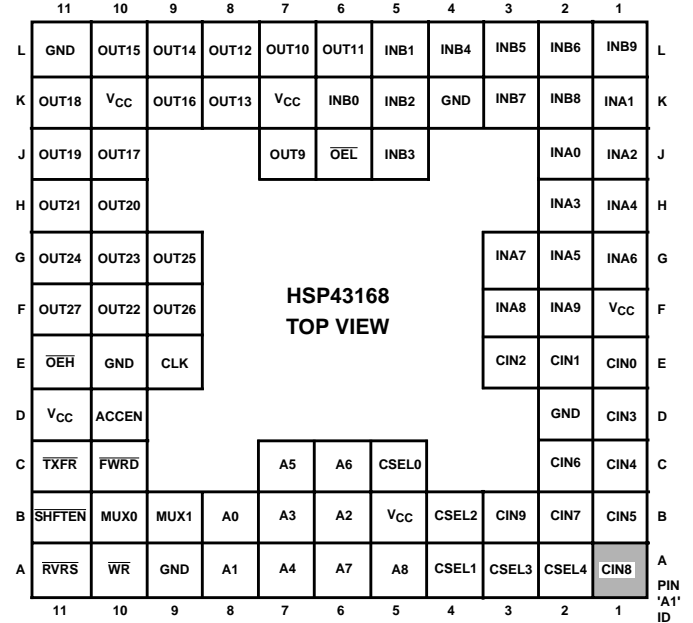 11 10 9 8 7 6 5 4 3 2 1
L GND OUT15 OUT14 OUT12 OUT10 OUT11 INB1 INB4 INB5 INB6 INB9 L
K OUT18 VCC OUT16 OUT13 VCC INB0 INB2 GND INB7 INB8 INA1 K
J OUT19 OUT17 OUT9 OEL INB3 INA0 INA2 J
H OUT21 OUT20 INA3 INA4 H
G OUT24 OUT23 OUT25 INA7 INA5 INA6 G
HSP43168
F OUT27 OUT22 OUT26 INA8 INA9 VCC F
TOP VIEW
E OEH GND CLK CIN2 CIN1 CIN0 E
D VCC ACCEN GND CIN3 D
C TXFR FWRD A5 A6 CSEL0 CIN6 CIN4 C
B SHFTEN MUX0 MUX1 A0 A3 A2 VCC CSEL2 CIN9 CIN7 CIN5 B
A RVRS WR GND A1 A4 A7 A8 CSEL1 CSEL3 CSEL4 CIN8 A
PIN
'A1'
ID
11 10 9 8 7 6 5 4 3 2 1